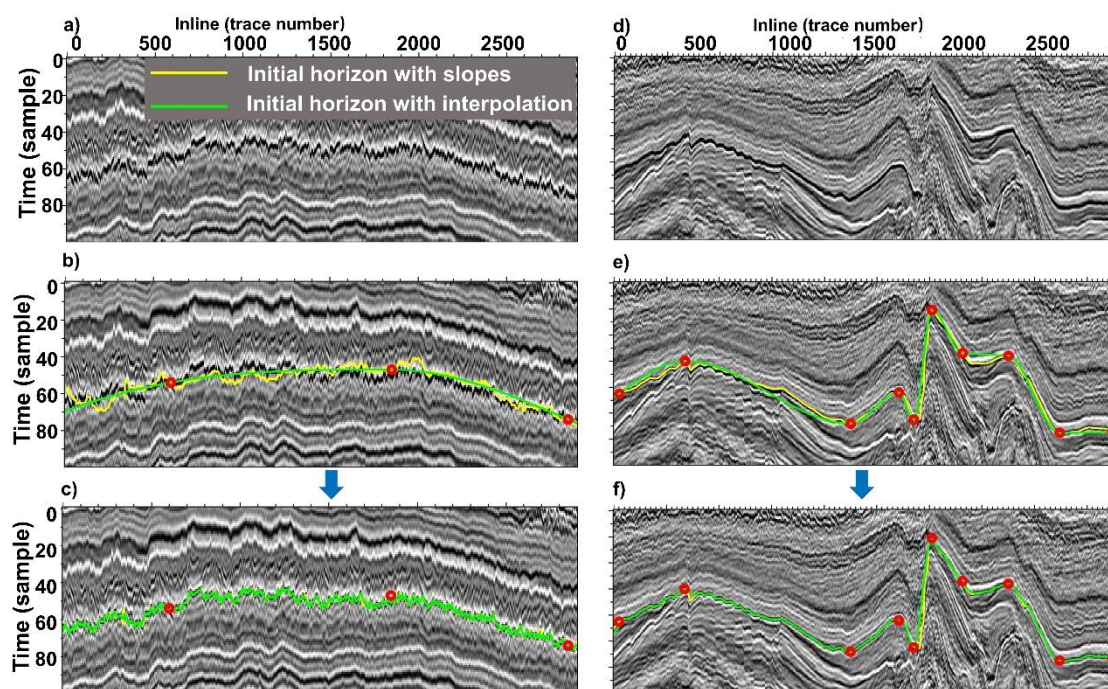 a)
Inline (trace number)
0 500 1000 1500 2000 2500
Time (sample)
0
20
40
60
80
Initial horizon with slopes
Initial horizon with interpolation
d)
Inline (trace number)
0 500 1000 1500 2000 2500
b)
Time (sample)
0
20
40
60
80
e)
c)
Time (sample)
0
20
40
60
80
f)